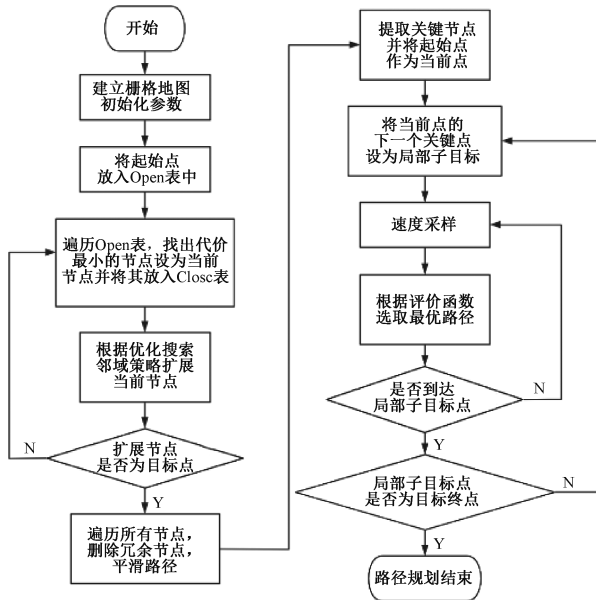 开始
建立栅格地图
初始化参数
将起始点
放入Open表中
遍历Open表，找出代价
最小的节点设为当前
节点并将其放入Closc表
根据优化搜索
邻域策略扩展
当前节点
扩展节点
是否为目标点
N
Y
遍历所有节点，
删除冗余节点，
平滑路径
提取关键节点
并将起始点
作为当前点
将当前点的
下一个关键点
设为局部子目标
速度采样
根据评价函数
选取最优路径
是否到达
局部子目标点
N
Y
局部子目标点
是否为目标终点
N
Y
路径规划结束